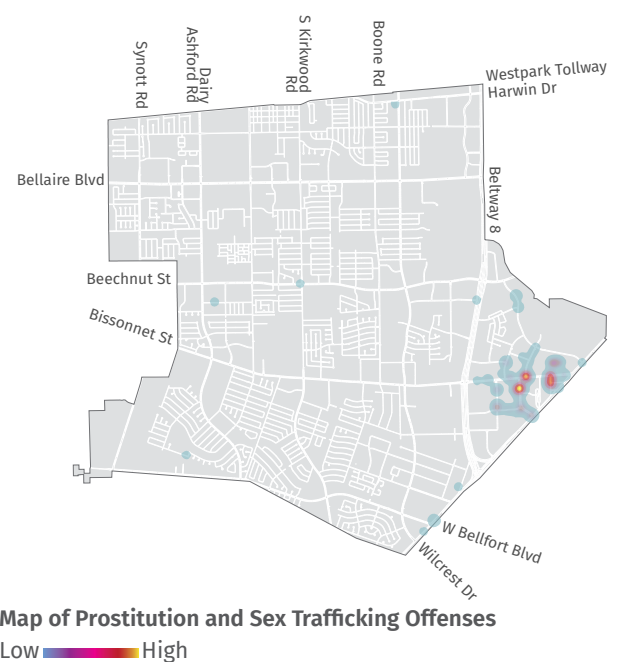 Synott Rd
Dairy
Ashford Rd
S Kirkwood
Rd
Boone Rd
Westpark Tollway
Harwin Dr
Bellaire Blvd
Beltway 8
Beechnut St
Bissonnet St
W Bellfort Blvd
Wilcrest Dr
Map of Prostitution and Sex Trafficking Offenses
Low High